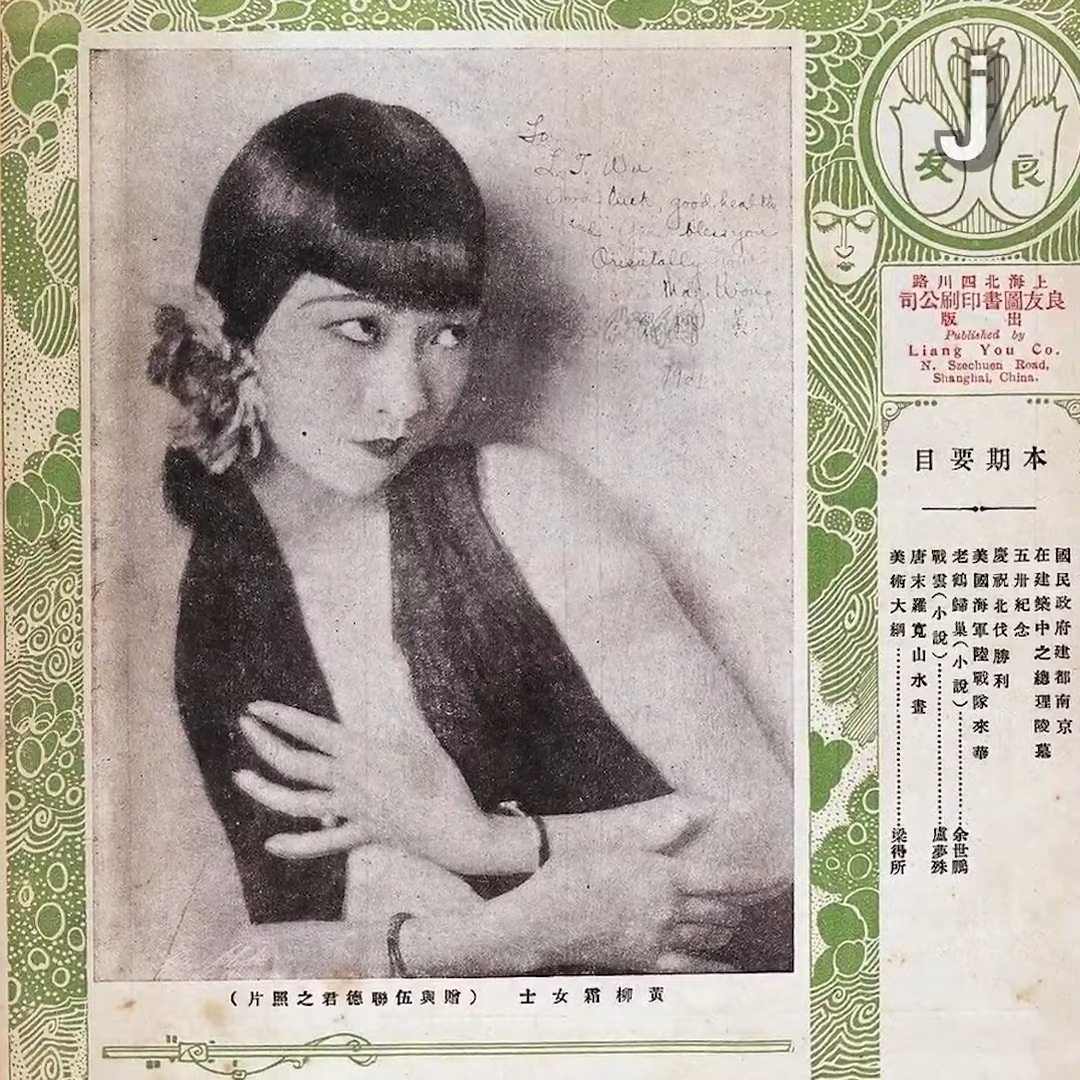 j
友 良
路川四北海上
司公刷印書圖友良
版 出
Published by
Liang You Co.
N. Szechuen Road,
Shanghai, China.
To
L. T. Wu
luck good health
bless you
Orientally
May Wong
黃
目要期本
國民政府建都南京
在建築中之總理陵墓
五卅紀念
慶祝北伐勝利
美國海軍陸戰隊來華
老鶴歸巢(小說)………余世鵬
戰雲(小說)………盧夢殊
唐末羅寬山水畫
美術大綱………梁得所
(片照之君德聯伍與贈) 士女霜柳黃